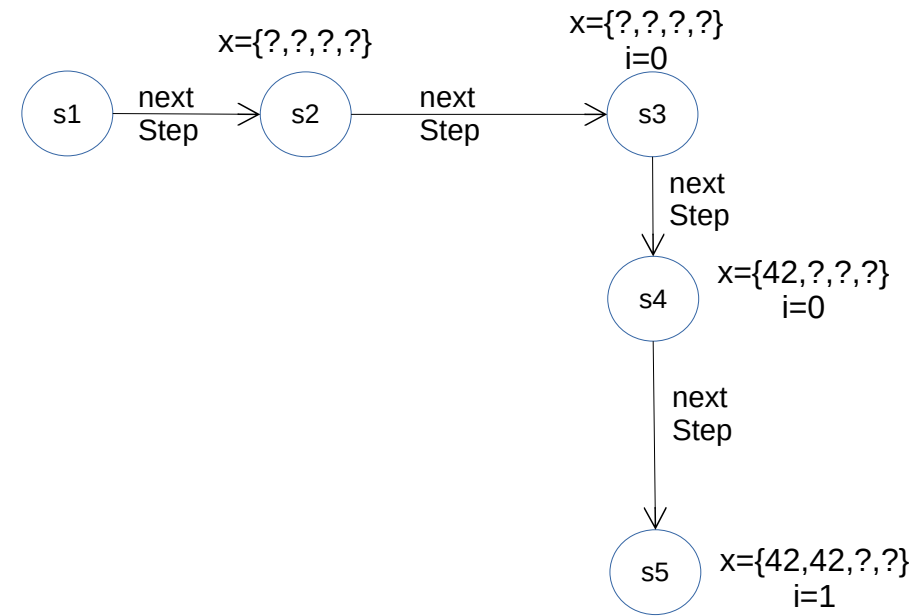 x={?,?,?,?}
x={?,?,?,?}
i=0
s1
next
Step
s2
next
Step
s3
next
Step
s4
x={42,?,?,?}
i=0
next
Step
s5
x={42,42,?,?}
i=1